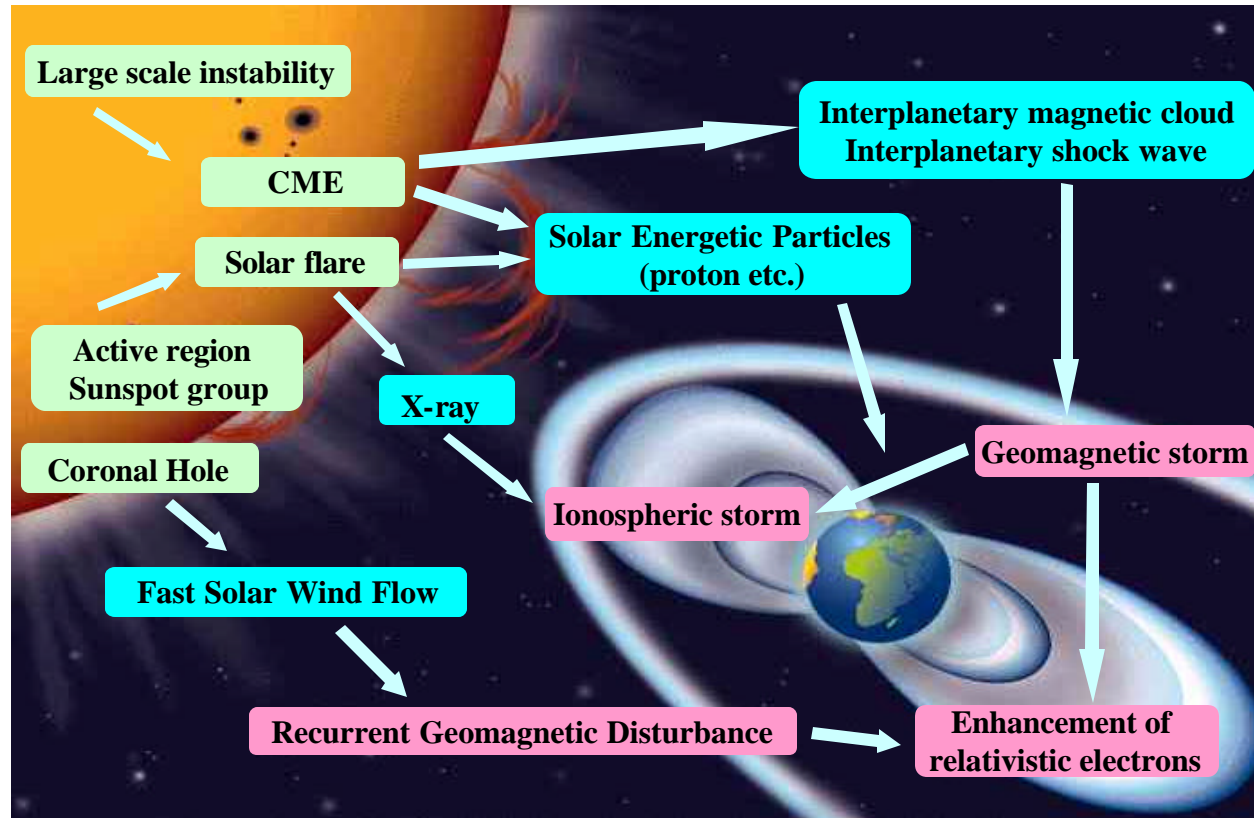 Large scale instability
CME
Solar flare
Active region
Sunspot group
Coronal Hole
Fast Solar Wind Flow
Recurrent Geomagnetic Disturbance
X-ray
Solar Energetic Particles
(proton etc.)
Interplanetary magnetic cloud
Interplanetary shock wave
Geomagnetic storm
Ionospheric storm
Enhancement of
relativistic electrons